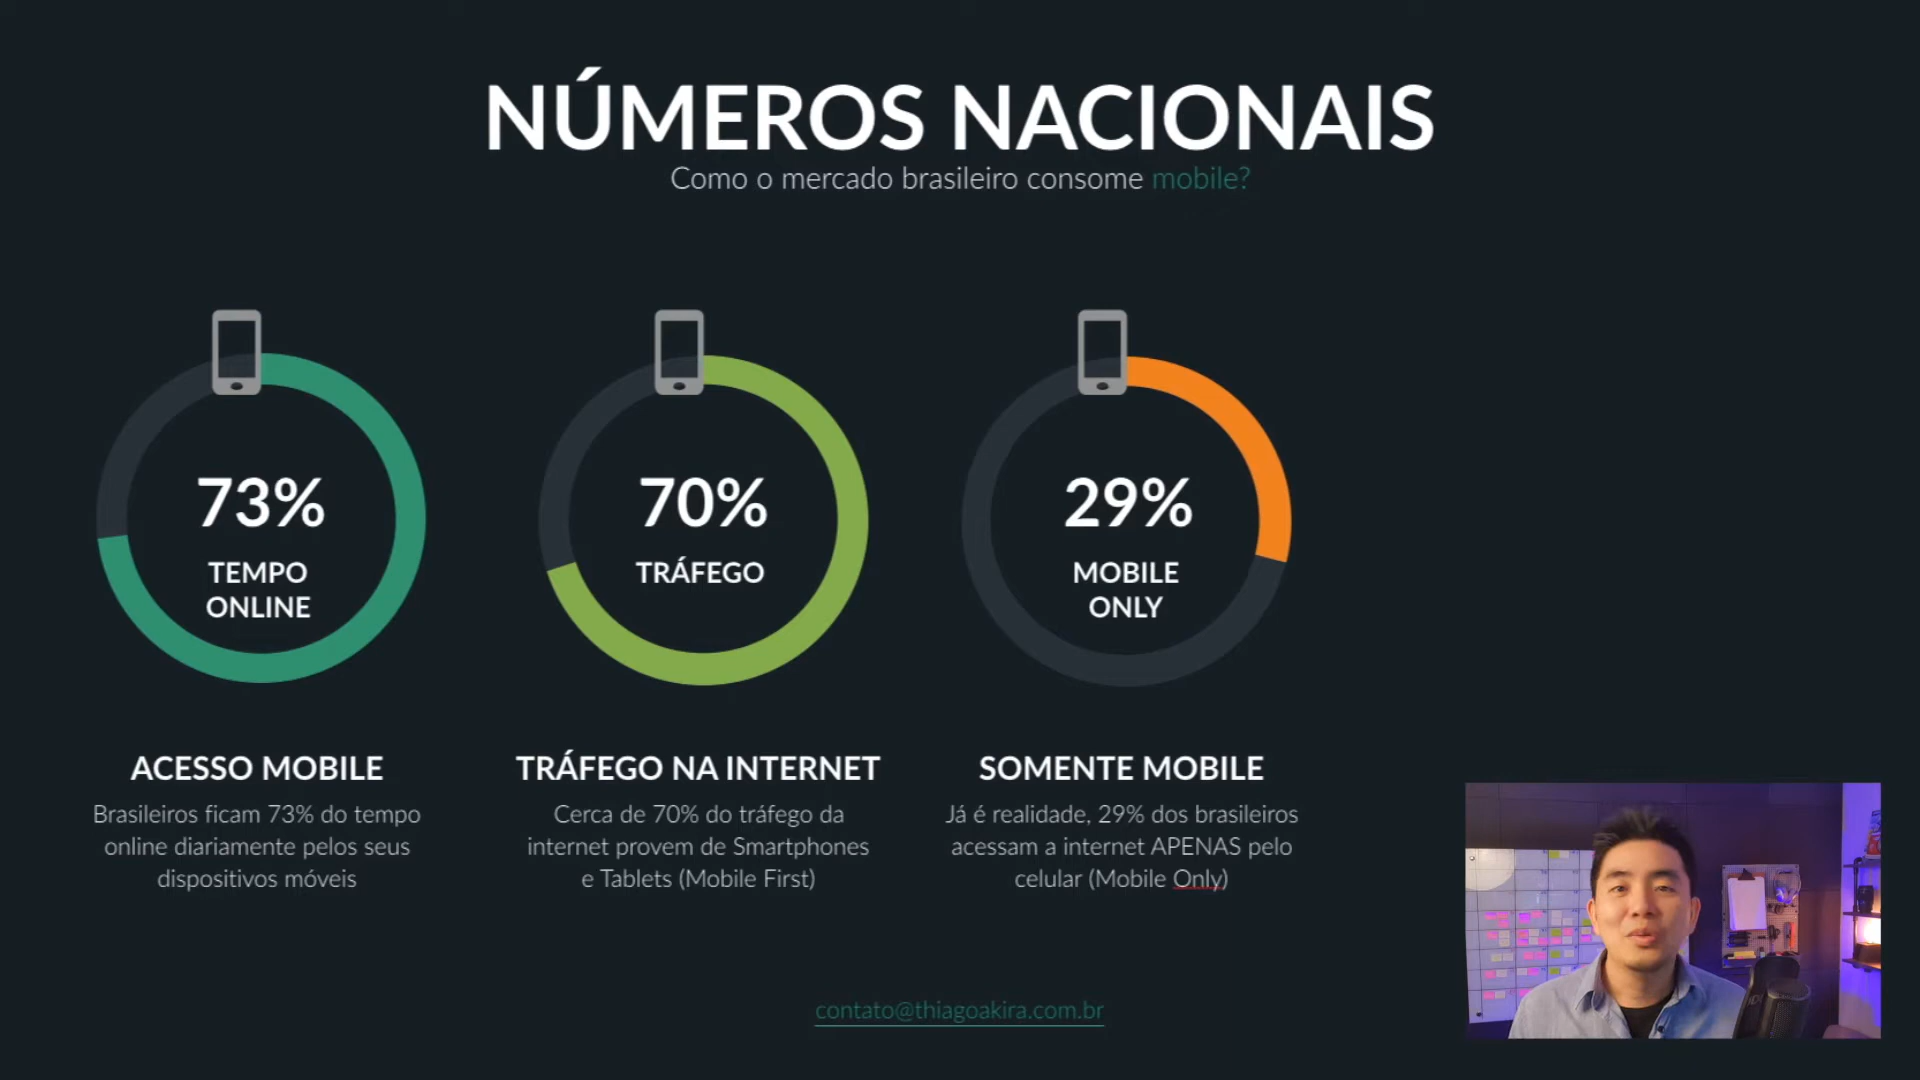 NÚMEROS NACIONAIS
Como o mercado brasileiro consome mobile?
73%
TEMPO
ONLINE
70%
TRÁFEGO
29%
MOBILE
ONLY
ACESSO MOBILE
Brasileiros ficam 73% do tempo
online diariamente pelos seus
dispositivos móveis
TRÁFEGO NA INTERNET
Cerca de 70% do tráfego da
internet provem de Smartphones
e Tablets (Mobile First)
SOMENTE MOBILE
Já é realidade, 29% dos brasileiros
acessam a internet APENAS pelo
celular (Mobile Only)
contato@thiagoakira.com.br